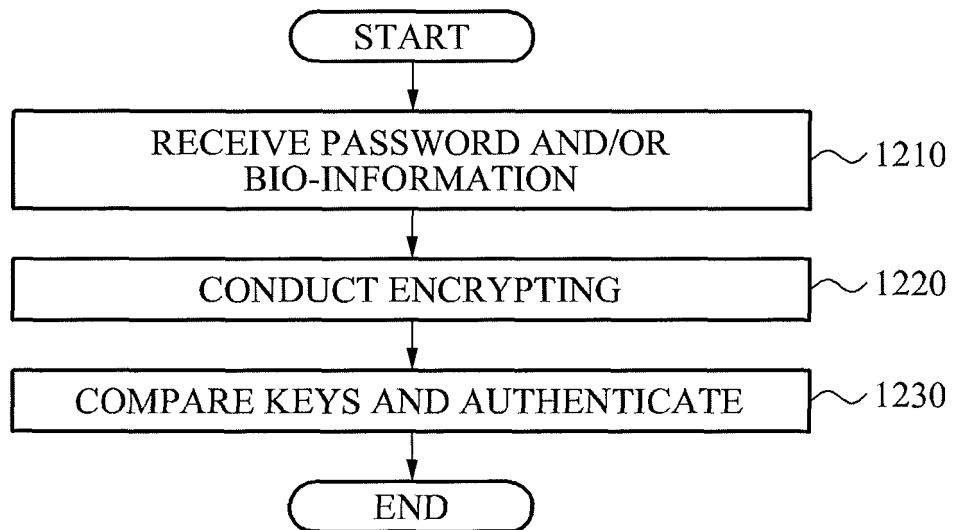 START
RECEIVE PASSWORD AND/OR
BIO-INFORMATION
1210
CONDUCT ENCRYPTING
1220
COMPARE KEYS AND AUTHENTICATE
1230
END